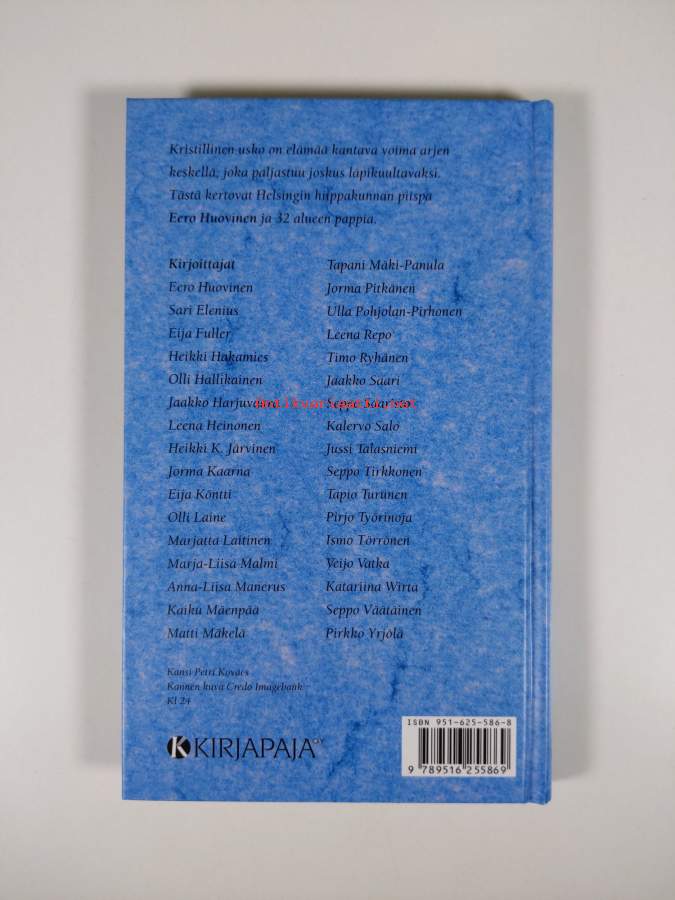 Kristillinen usko on elämää kantava voima arjen
keskellä, joka paljastuu joskus läpikuultavaksi.
Tästä kertovat Helsingin hiippakunnan piispa
Eero Huovinen ja 32 alueen pappia.
Kirjoittajat
Eero Huovinen
Sari Elenius
Eija Fuller
Heikki Hakamies
Olli Hallikainen
Jaakko
Leena Heinonen
Heikki K. Järvinen
Jorma Kaarna
Eija Köntti
Olli Laine
Marjatta Laitinen
Marja-Liisa Malmi
Anna-Liisa Manerus
Kaiku Mäenpää
Matti Mäkelä
Tapani Mäki-Panula
Jorma Pitkänen
Ulla Pohjolan-Pirhonen
Leena Repo
Timo Ryhänen
Jaakko Saari
Kalervo Salo
Jussi Talasniemi
Seppo Tirkkonen
Tapio Turunen
Pirjo Työrinoja
Ismo Törrönen
Veijo Vatka
Katariina Wirta
Seppo Väätäinen
Pirkko Yrjölä
Kansi Petri Kovács
Kannen kuva Credo Imagebank
Kl 24
KIRJAPAJA
ISBN 951-625-586-8
9 789516 255869